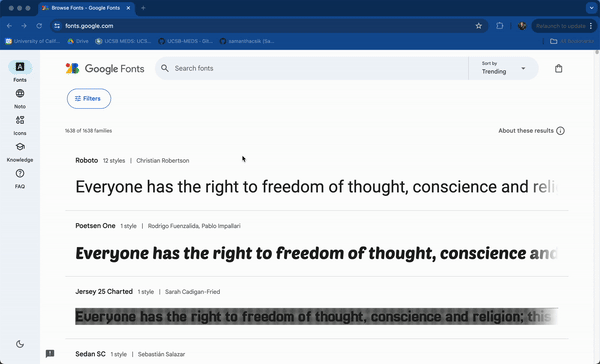 Browse Fonts - Google Fonts
fonts.google.com
Relaunch to update
University of Calif...
Drive
UCSB MEDS: UCS...
UCSB-MEDS - Gi...
samanthacsik (Sa...
All Bookmarks
Fonts
Noto
Icons
Knowledge
FAQ
Google Fonts
Search fonts
Sort by
Trending
Filters
1638 of 1638 families
About these results
Roboto 12 styles | Christian Robertson
Everyone has the right to freedom of thought, conscience and reli
Poetsen One 1 style | Rodrigo Fuenzalida, Pablo Impallari
Everyone has the right to freedom of thought, conscience and
Jersey 25 Charted 1 style | Sarah Cadigan-Fried
Everyone has the right to freedom of thought, conscience and religion; this
Sedan SC 1 style | Sebastián Salazar